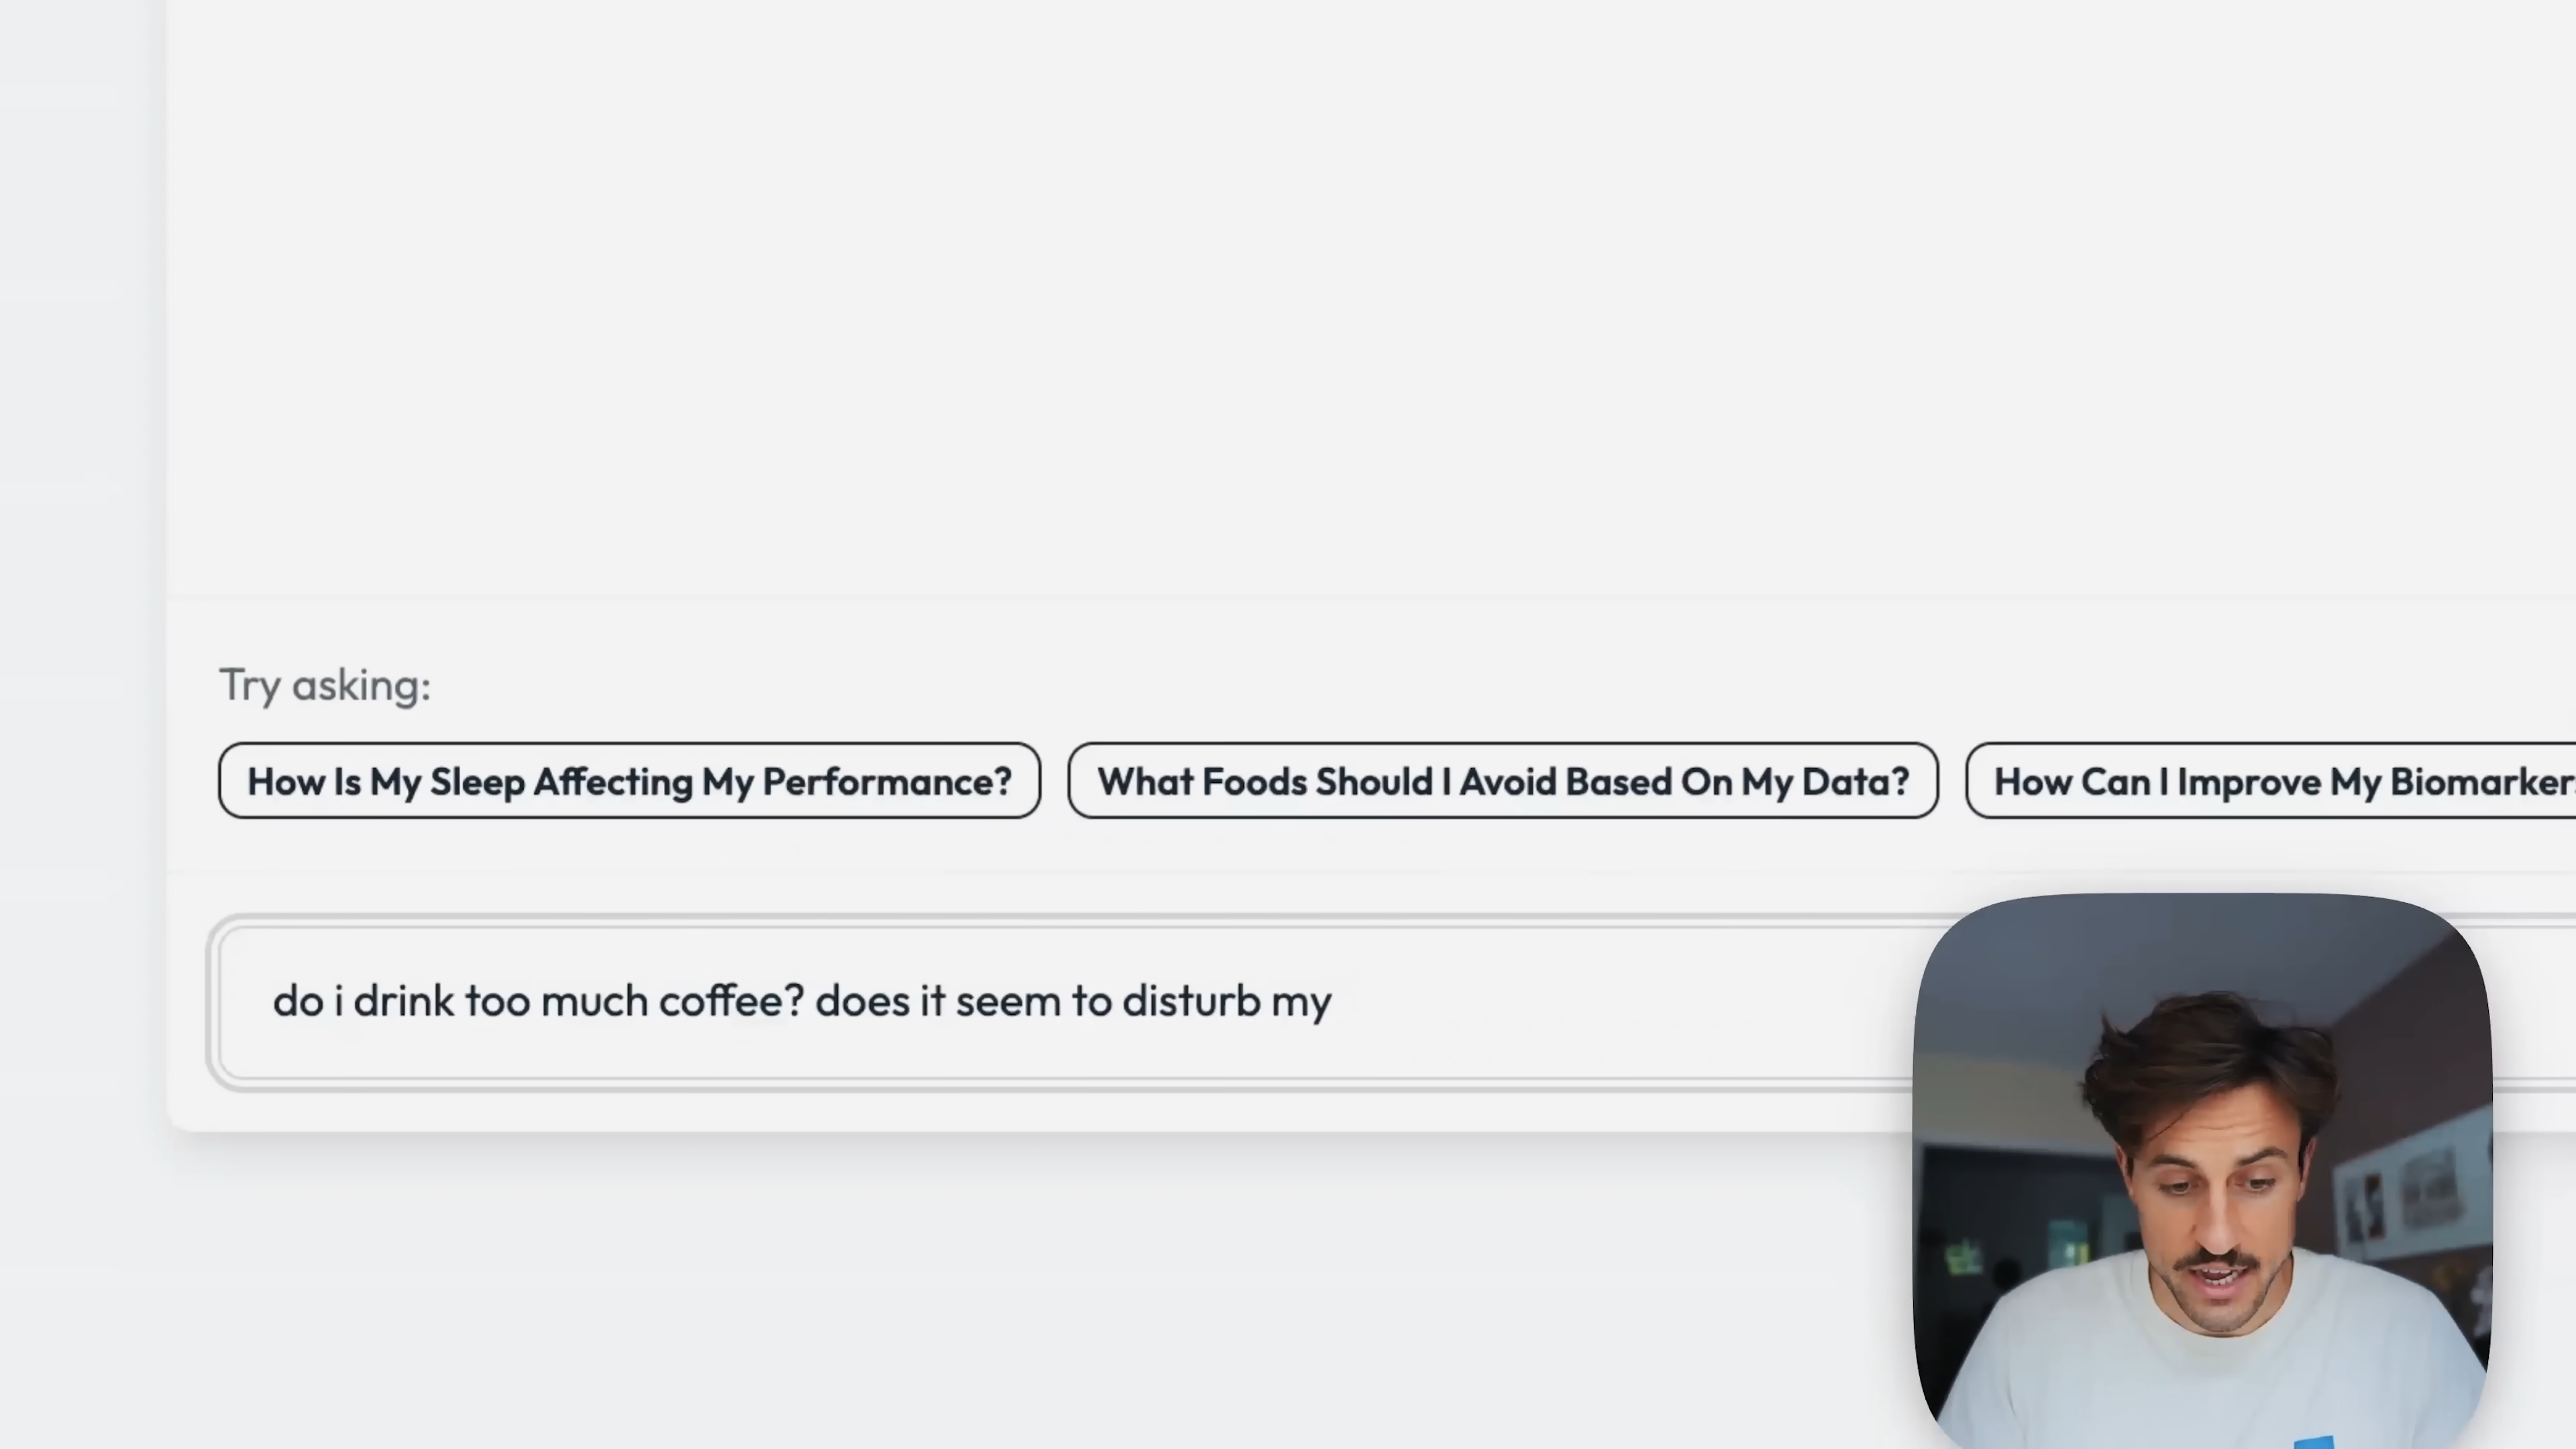 Try asking:
How Is My Sleep Affecting My Performance?
What Foods Should I Avoid Based On My Data?
How Can I Improve My Biomarker
do i drink too much coffee? does it seem to disturb my